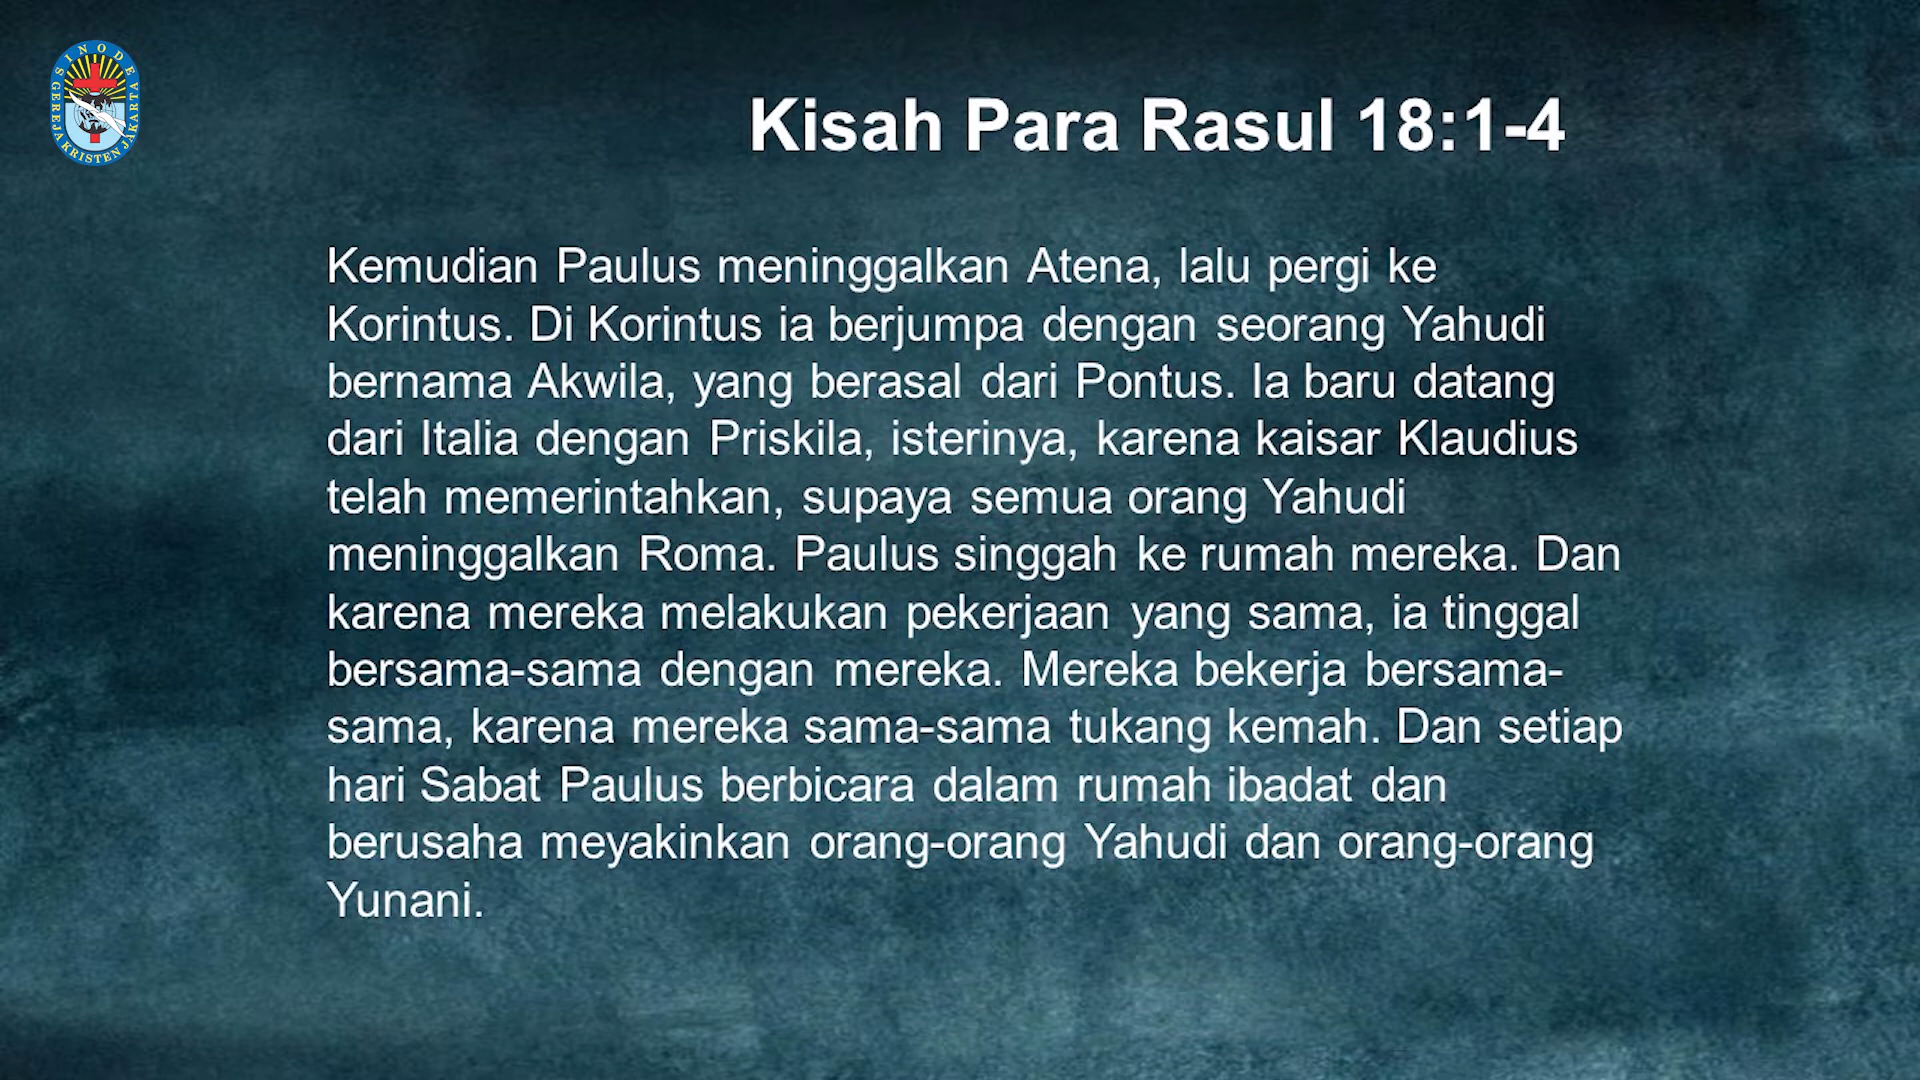 SINODE GEREJA KRISTEN JAKARTA
Kisah Para Rasul 18:1-4
Kemudian Paulus meninggalkan Atena, lalu pergi ke
Korintus. Di Korintus ia berjumpa dengan seorang Yahudi
bernama Akwila, yang berasal dari Pontus. Ia baru datang
dari Italia dengan Priskila, isterinya, karena kaisar Klaudius
telah memerintahkan, supaya semua orang Yahudi
meninggalkan Roma. Paulus singgah ke rumah mereka. Dan
karena mereka melakukan pekerjaan yang sama, ia tinggal
bersama-sama dengan mereka. Mereka bekerja bersama-
sama, karena mereka sama-sama tukang kemah. Dan setiap
hari Sabat Paulus berbicara dalam rumah ibadat dan
berusaha meyakinkan orang-orang Yahudi dan orang-orang
Yunani.